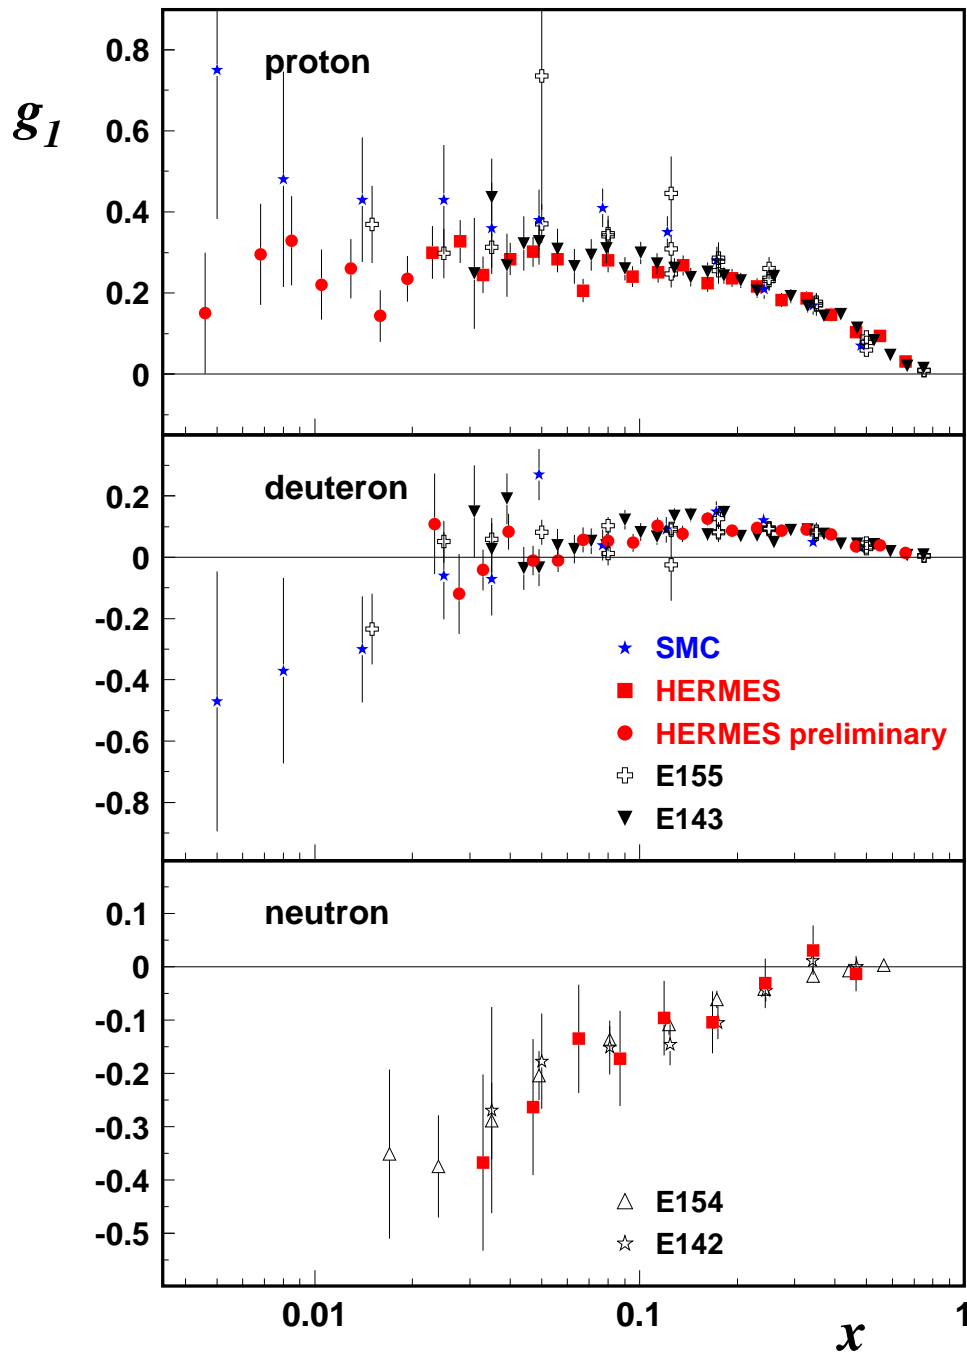 proton
g1
0.8
0.6
0.4
0.2
0
deuteron
0.2
0
-0.2
-0.4
-0.6
-0.8
SMC
HERMES
HERMES preliminary
E155
E143
neutron
0.1
0
-0.1
-0.2
-0.3
-0.4
-0.5
E154
E142
0.01 0.1 1
x